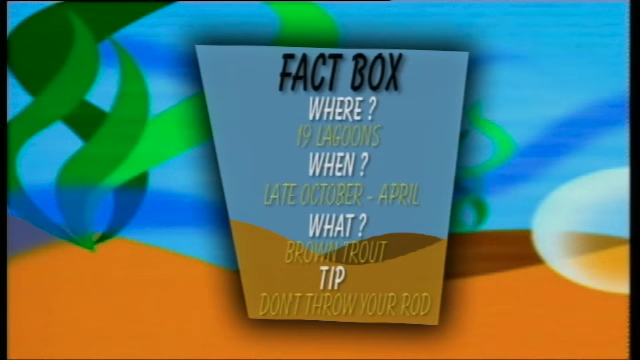 FACT BOX
WHERE ?
19 LAGOONS
WHEN ?
LATE OCTOBER - APRIL
WHAT ?
BROWN TROUT
TIP
DON'T THROW YOUR ROD